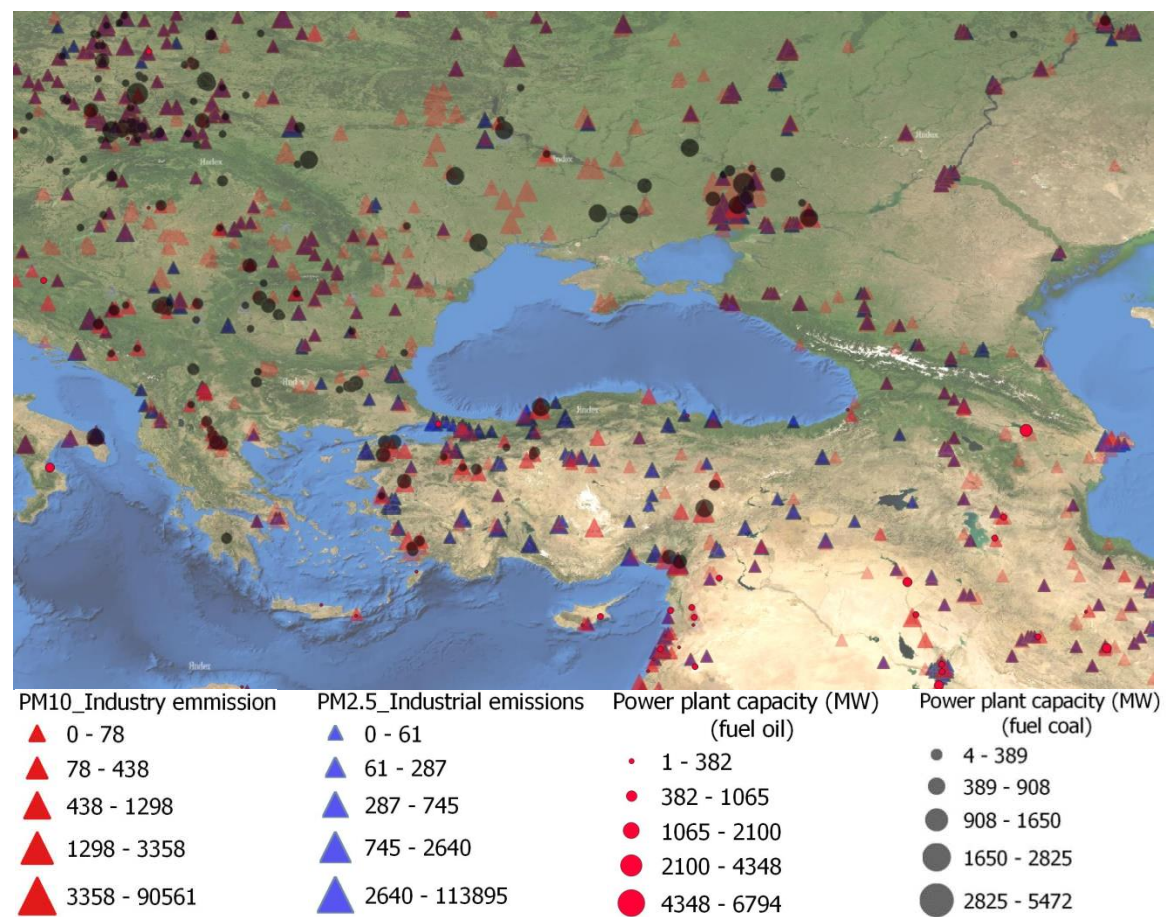 PM10_Industry emmission
0 - 78
78 - 438
438 - 1298
1298 - 3358
3358 - 90561
PM2.5_Industrial emissions
0 - 61
61 - 287
287 - 745
745 - 2640
2640 - 113895
Power plant capacity (MW)
(fuel oil)
1 - 382
382 - 1065
1065 - 2100
2100 - 4348
4348 - 6794
Power plant capacity (MW)
(fuel coal)
4 - 389
389 - 908
908 - 1650
1650 - 2825
2825 - 5472